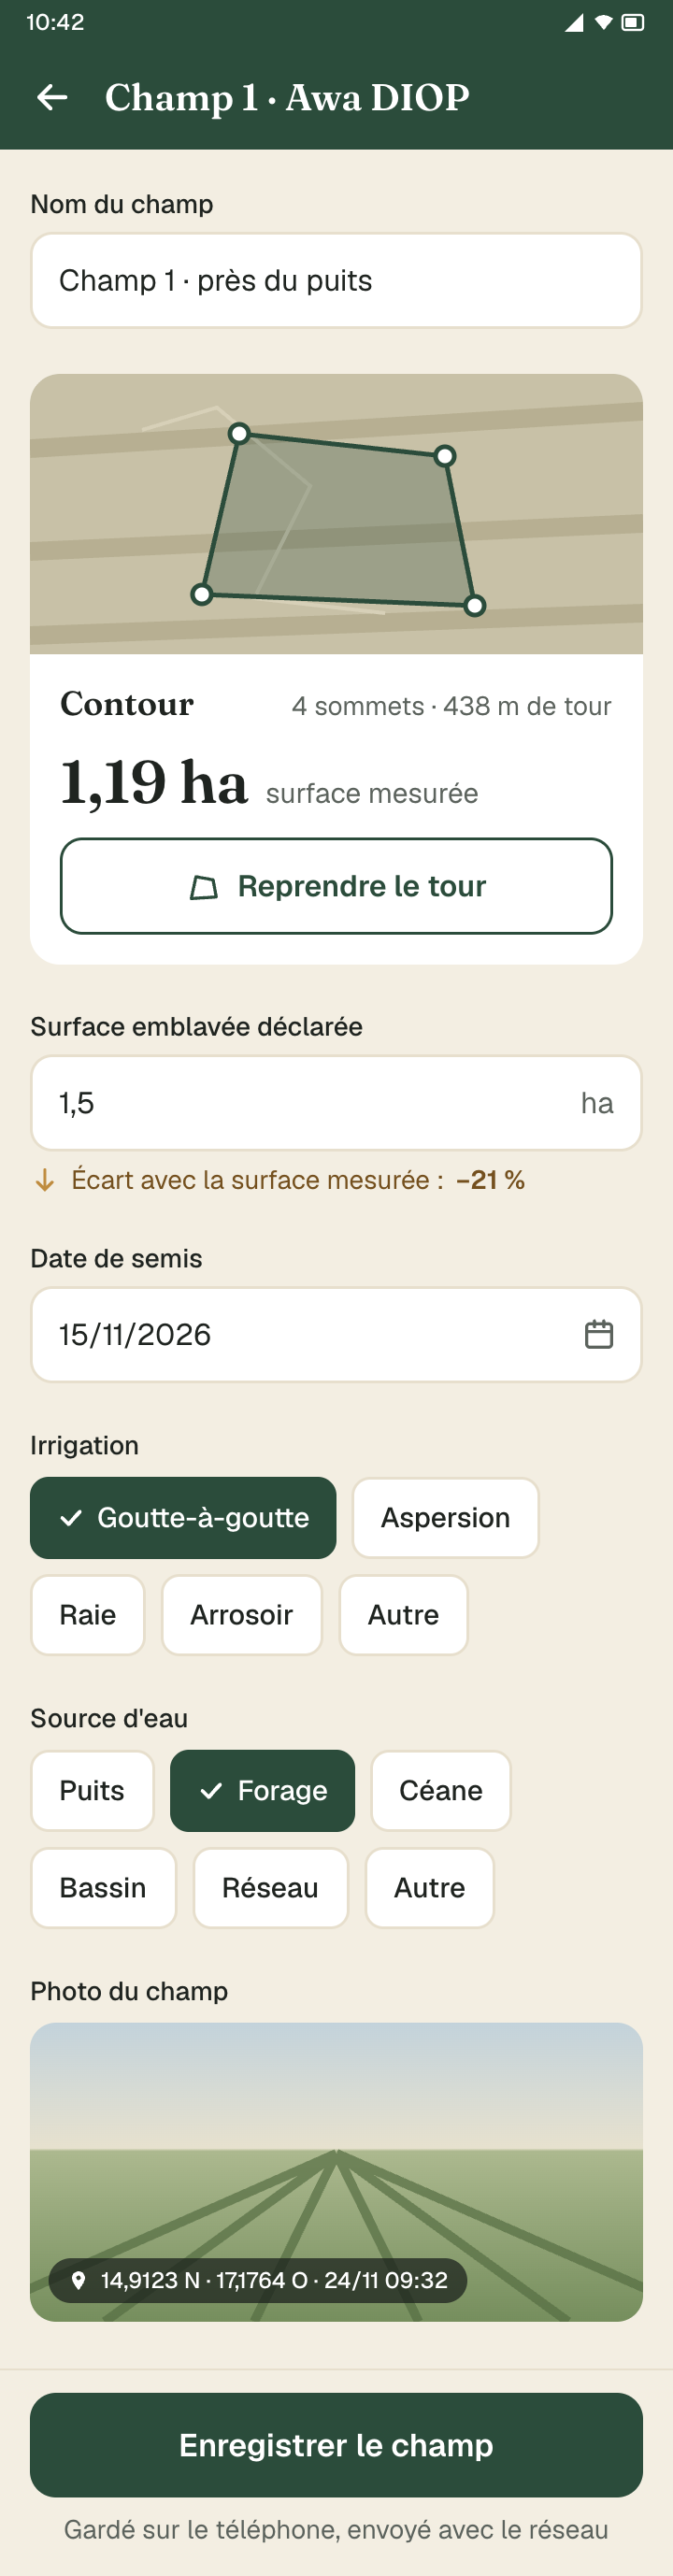 10:42
Champ 1 · Awa DIOP
Nom du champ
Champ 1 · près du puits
Contour
4 sommets · 438 m de tour
1,19 ha surface mesurée
Reprendre le tour
Surface emblavée déclarée
1,5 ha
Écart avec la surface mesurée : −21 %
Date de semis
15/11/2026
Irrigation
Goutte-à-goutte Aspersion
Raie Arrosoir Autre
Source d'eau
Puits Forage Céane
Bassin Réseau Autre
Photo du champ
14,9123 N · 17,1764 O · 24/11 09:32
Enregistrer le champ
Gardé sur le téléphone, envoyé avec le réseau